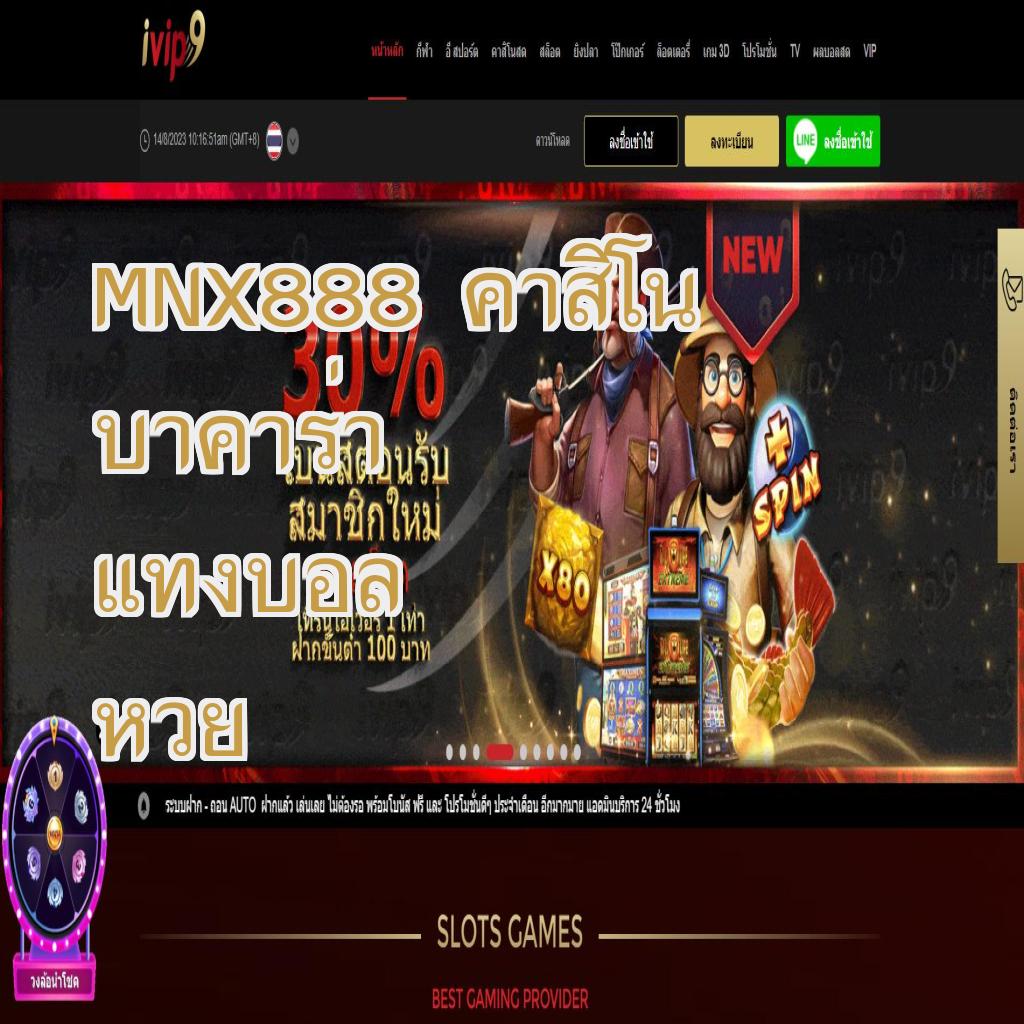 ivip9
หน้าหลัก กีฬา อีสปอร์ต คาสิโนสด สล็อต ยิงปลา โป๊กเกอร์ ล็อตเตอรี่ เกม 3D โปรโมชั่น TV ผลบอลสด VIP
14/8/2023 10:16:51am (GMT+8)
ดาวน์โหลด ลงชื่อเข้าใช้ ลงทะเบียน LINE ลงชื่อเข้าใช้
NEW
MNX888 คาสิโน
30%
บาคาร่า
โบนัสต้อนรับ
สมาชิกใหม่
แทงบอล
ฝากขั้นต่ำ 100 บาท
หวย
+
SPIN
X80
EXTREME
ติดต่อเรา
ระบบฝาก - ถอน AUTO ฝากแล้ว เล่นเลย ไม่ต้องรอ พร้อมโบนัส ฟรี และ โปรโมชั่นดีๆ ประจำเดือน อีกมากมาย แอดมินบริการ 24 ชั่วโมง
SLOTS GAMES
BEST GAMING PROVIDER
วงล้อนำโชค